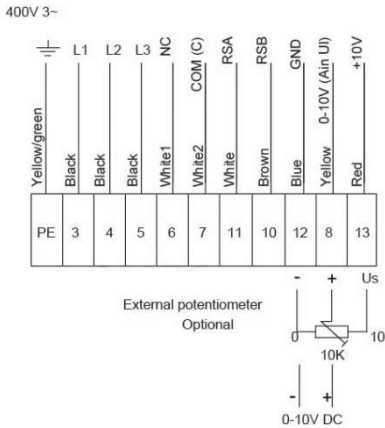 400V 3~
L1 L2 L3 NC COM (C) RSA RSB GND 0-10V (Ain UI) +10V
Yellow/green Black Black Black White1 White2 White Brown Blue Yellow Red
PE 3 4 5 6 7 11 10 12 8 13
- + Us
External potentiometer
Optional
0 10
10K
- +
0-10V DC